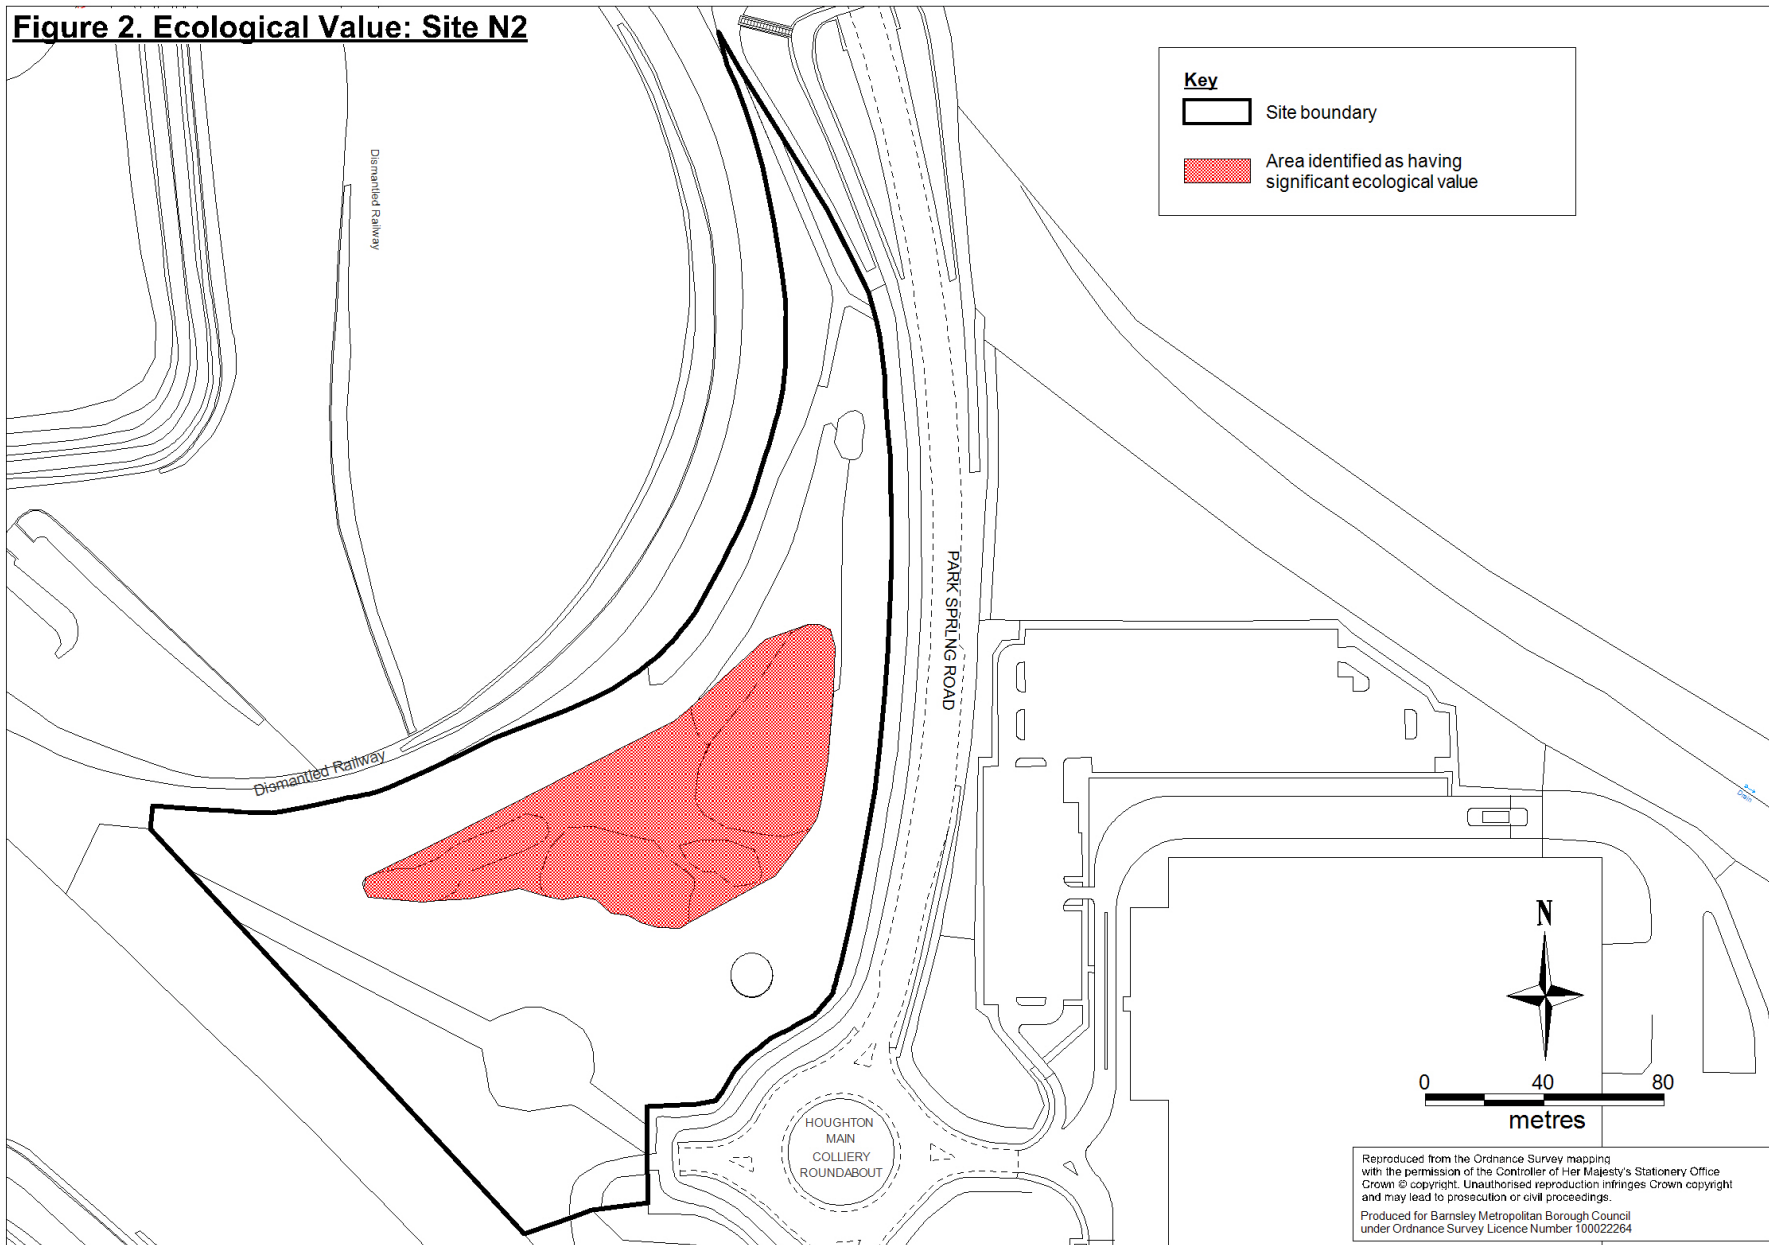 Figure 2. Ecological Value: Site N2
Key
Site boundary
Area identified as having
significant ecological value
Dismantled Railway
PARK SPRING ROAD
Dismantled Railway
Drain
N
0 40 80
metres
HOUGHTON
MAIN
COLLIERY
ROUNDABOUT
Reproduced from the Ordnance Survey mapping
with the permission of the Controller of Her Majesty's Stationery Office
Crown © copyright. Unauthorised reproduction infringes Crown copyright
and may lead to prosecution or civil proceedings.
Produced for Barnsley Metropolitan Borough Council
under Ordnance Survey Licence Number 100022264